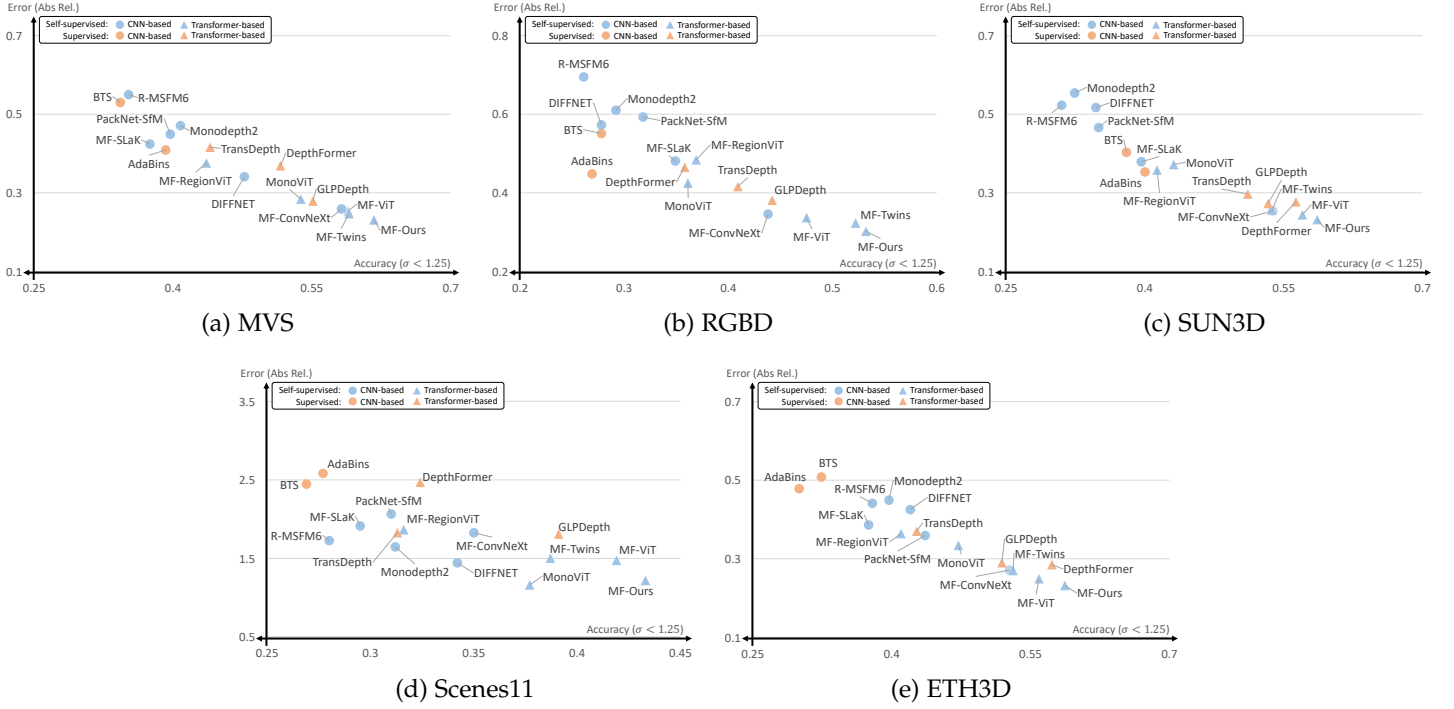 Error (Abs Rel.)
Self-supervised: CNN-based Transformer-based
Supervised: CNN-based Transformer-based
0.7
0.5
0.3
0.1
BTS
R-MSFM6
PackNet-SfM
Monodepth2
MF-SLaK
AdaBins
TransDepth
MF-RegionViT
DepthFormer
DIFFNET
MonoViT
GLPDepth
MF-ConvNeXt
MF-ViT
MF-Twins
MF-Ours
Accuracy (σ < 1.25)
0.25 0.4 0.55 0.7
(a) MVS
Error (Abs Rel.)
Self-supervised: CNN-based Transformer-based
Supervised: CNN-based Transformer-based
0.8
0.6
0.4
0.2
R-MSFM6
DIFFNET
Monodepth2
BTS
PackNet-SfM
MF-SLaK
MF-RegionViT
AdaBins
DepthFormer
TransDepth
MonoViT
GLPDepth
MF-ConvNeXt
MF-ViT
MF-Twins
MF-Ours
Accuracy (σ < 1.25)
0.2 0.3 0.4 0.5 0.6
(b) RGBD
Error (Abs Rel.)
Self-supervised: CNN-based Transformer-based
Supervised: CNN-based Transformer-based
0.7
0.5
0.3
0.1
Monodepth2
DIFFNET
R-MSFM6
PackNet-SfM
BTS
MF-SLaK
MonoViT
AdaBins
MF-RegionViT
TransDepth
GLPDepth
MF-Twins
MF-ConvNeXt
MF-ViT
DepthFormer
MF-Ours
Accuracy (σ < 1.25)
0.25 0.4 0.55 0.7
(c) SUN3D
Error (Abs Rel.)
Self-supervised: CNN-based Transformer-based
Supervised: CNN-based Transformer-based
3.5
2.5
1.5
0.5
AdaBins
BTS
DepthFormer
PackNet-SfM
MF-SLaK
MF-RegionViT
R-MSFM6
GLPDepth
MF-ConvNeXt
MF-Twins
MF-ViT
TransDepth
Monodepth2
DIFFNET
MonoViT
MF-Ours
Accuracy (σ < 1.25)
0.25 0.3 0.35 0.4 0.45
(d) Scenes11
Error (Abs Rel.)
Self-supervised: CNN-based Transformer-based
Supervised: CNN-based Transformer-based
0.7
0.5
0.3
0.1
BTS
AdaBins
R-MSFM6
Monodepth2
DIFFNET
MF-SLaK
TransDepth
MF-RegionViT
PackNet-SfM
MonoViT
GLPDepth
MF-Twins
DepthFormer
MF-ConvNeXt
MF-ViT
MF-Ours
Accuracy (σ < 1.25)
0.25 0.4 0.55 0.7
(e) ETH3D